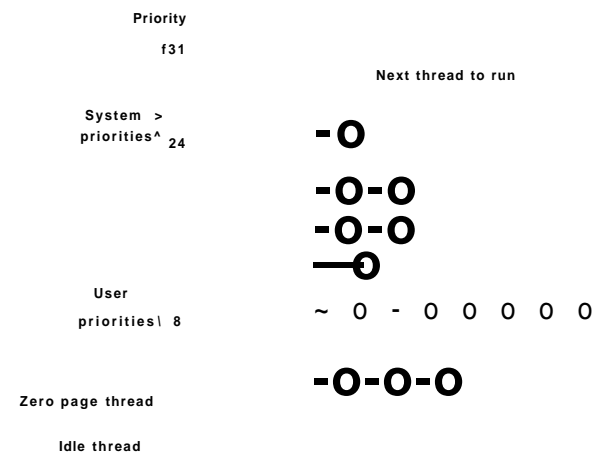 Priority
f31
Next thread to run
System >
priorities^ 24
-O
-O-O
-O-O
—O
User
priorities\ 8
~ O - O O O O O
-O-O-O
Zero page thread
Idle thread